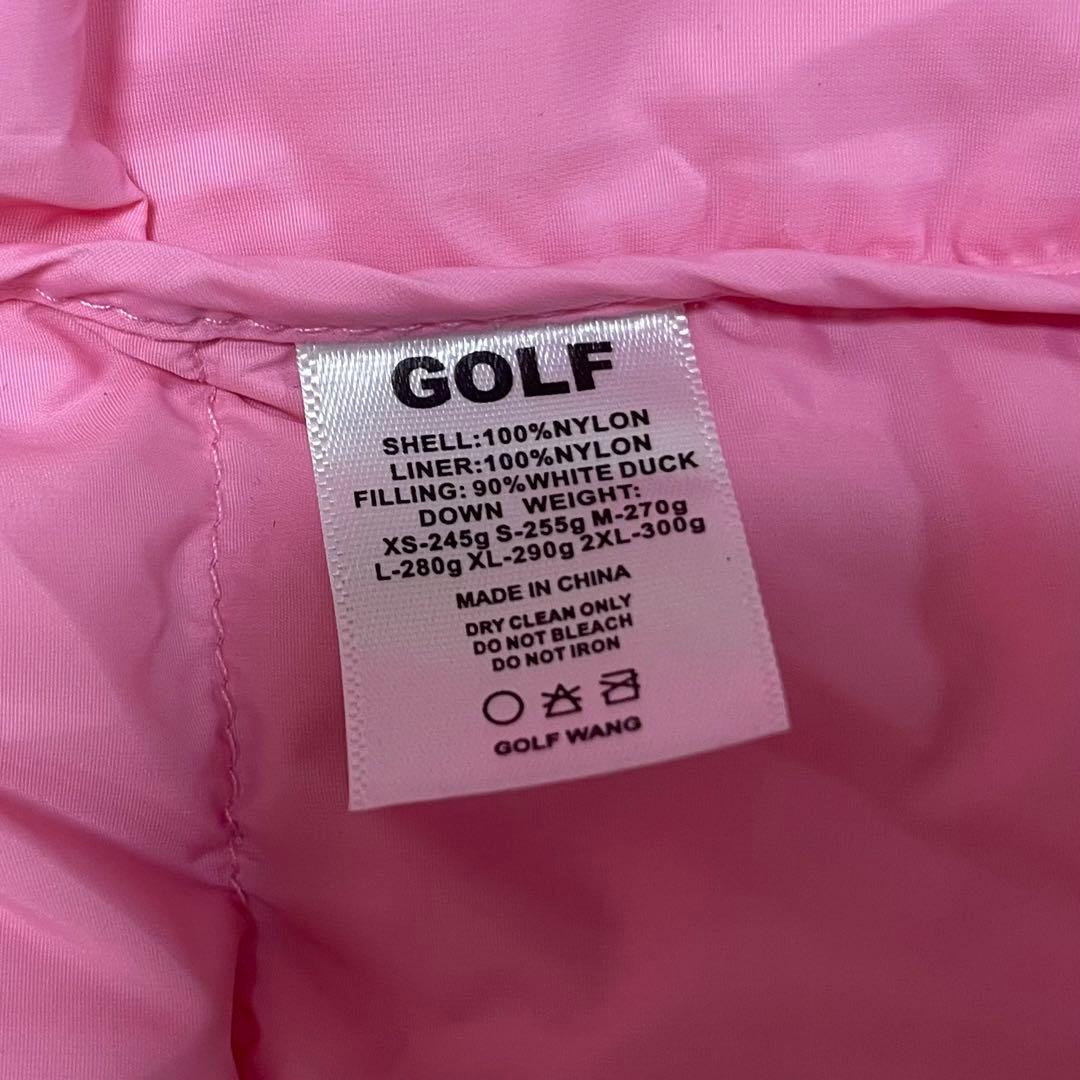 GOLF
SHELL:100%NYLON
LINER:100%NYLON
FILLING: 90%WHITE DUCK
DOWN WEIGHT:
XS-245g S-255g M-270g
L-280g XL-290g 2XL-300g
MADE IN CHINA
DRY CLEAN ONLY
DO NOT BLEACH
DO NOT IRON
GOLF WANG